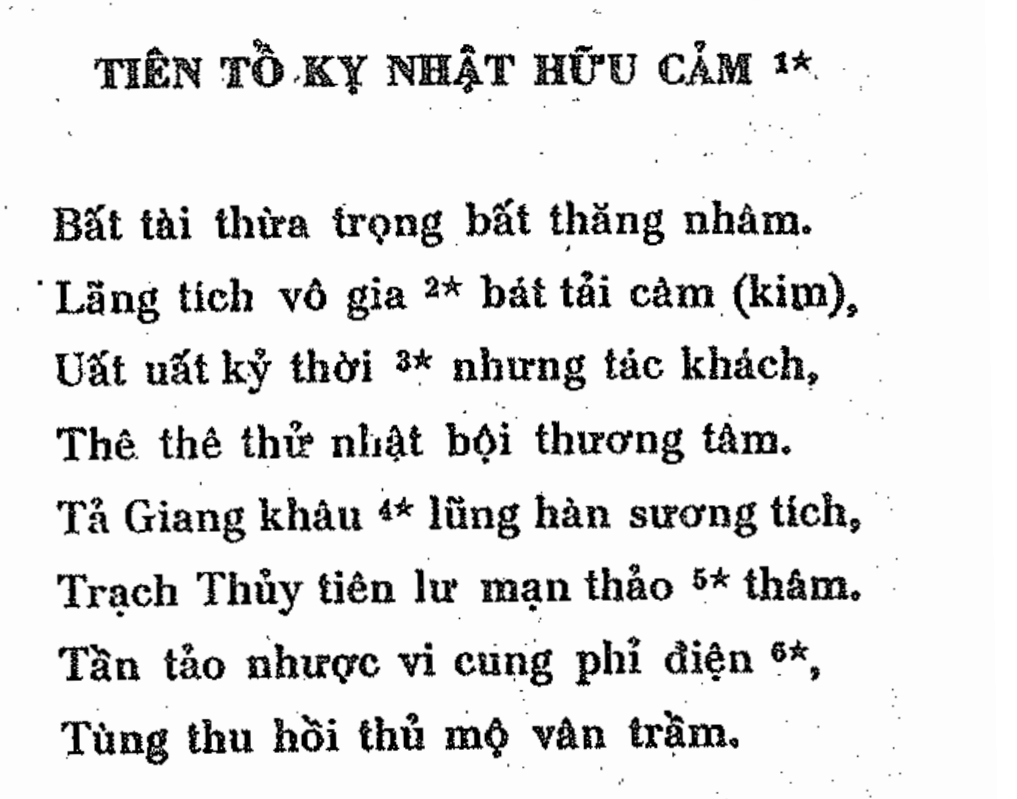 TIÊN TỔ KỴ NHẬT HỮU CẢM 1*
Bất tài thừa trọng bất thăng nhâm.
Lãng tích vô gia 2* bát tải câm (kim),
Uất uất kỷ thời 3* nhưng tác khách,
Thê thê thử nhật bội thương tâm.
Tả Giang khâu 4* lũng hàn sương tích,
Trạch Thủy tiên lư mạn thảo 5* thâm.
Tần tảo nhược vi cung phỉ điện 6*,
Tùng thu hồi thủ mộ vân trầm.